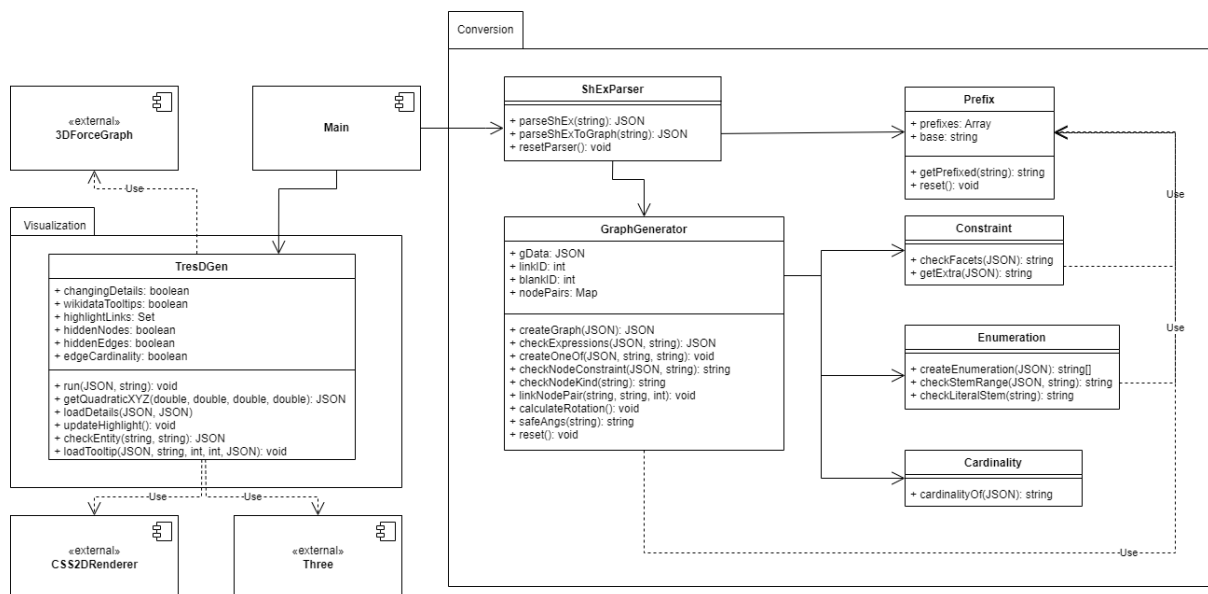 Conversion
«external»
3DForceGraph
Main
ShExParser
+ parseShEx(string): JSON
+ parseShExToGraph(string): JSON
+ resetParser(): void
Prefix
+ prefixes: Array
+ base: string
+ getPrefixed(string): string
+ reset(): void
Use
Use
Visualization
TresDGen
+ changingDetails: boolean
+ wikidataTooltips: boolean
+ highlightLinks: Set
+ hiddenNodes: boolean
+ hiddenEdges: boolean
+ edgeCardinality: boolean
+ run(JSON, string): void
+ getQuadraticXYZ(double, double, double, double): JSON
+ loadDetails(JSON, JSON)
+ updateHighlight(): void
+ checkEntity(string, string): JSON
+ loadTooltip(JSON, string, int, int, JSON): void
GraphGenerator
+ gData: JSON
+ linkID: int
+ blankID: int
+ nodePairs: Map
+ createGraph(JSON): JSON
+ checkExpressions(JSON, string): JSON
+ createOneOf(JSON, string, string): void
+ checkNodeConstraint(JSON, string): string
+ checkNodeKind(string): string
+ linkNodePair(string, string, int): void
+ calculateRotation(): void
+ safeAngs(string): string
+ reset(): void
Constraint
+ checkFacets(JSON): string
+ getExtra(JSON): string
Use
Enumeration
+ createEnumeration(JSON): string[]
+ checkStemRange(JSON, string): string
+ checkLiteralStem(string): string
Cardinality
+ cardinalityOf(JSON): string
Use
Use
Use
«external»
CSS2DRenderer
«external»
Three